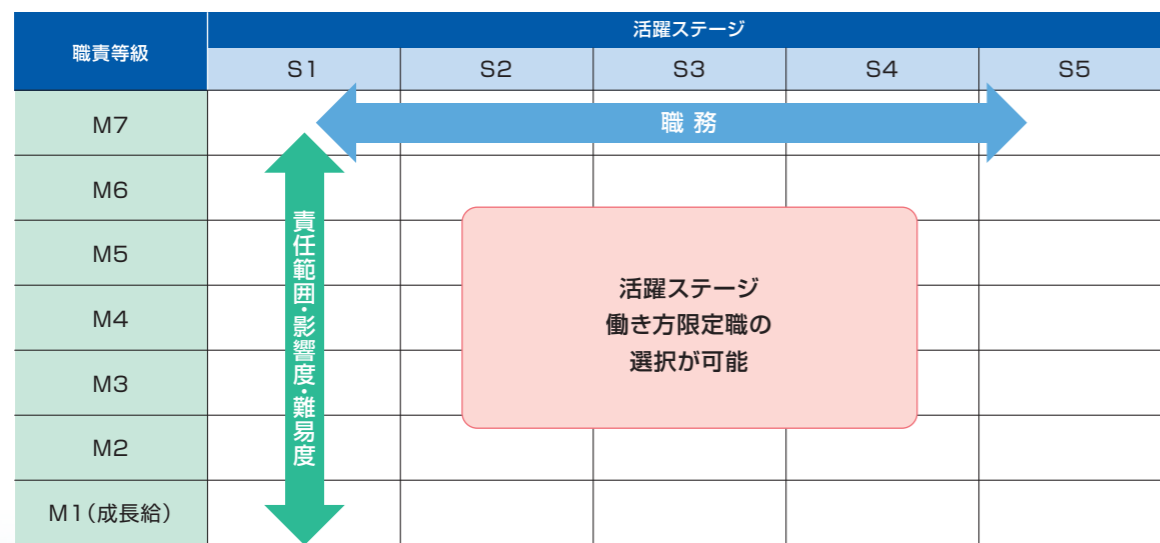 職責等級
活躍ステージ
S1 S2 S3 S4 S5
M7
職 務
M6
M5
M4
M3
M2
M1(成長給)
責任範囲・影響度・難易度
活躍ステージ
働き方限定職の
選択が可能